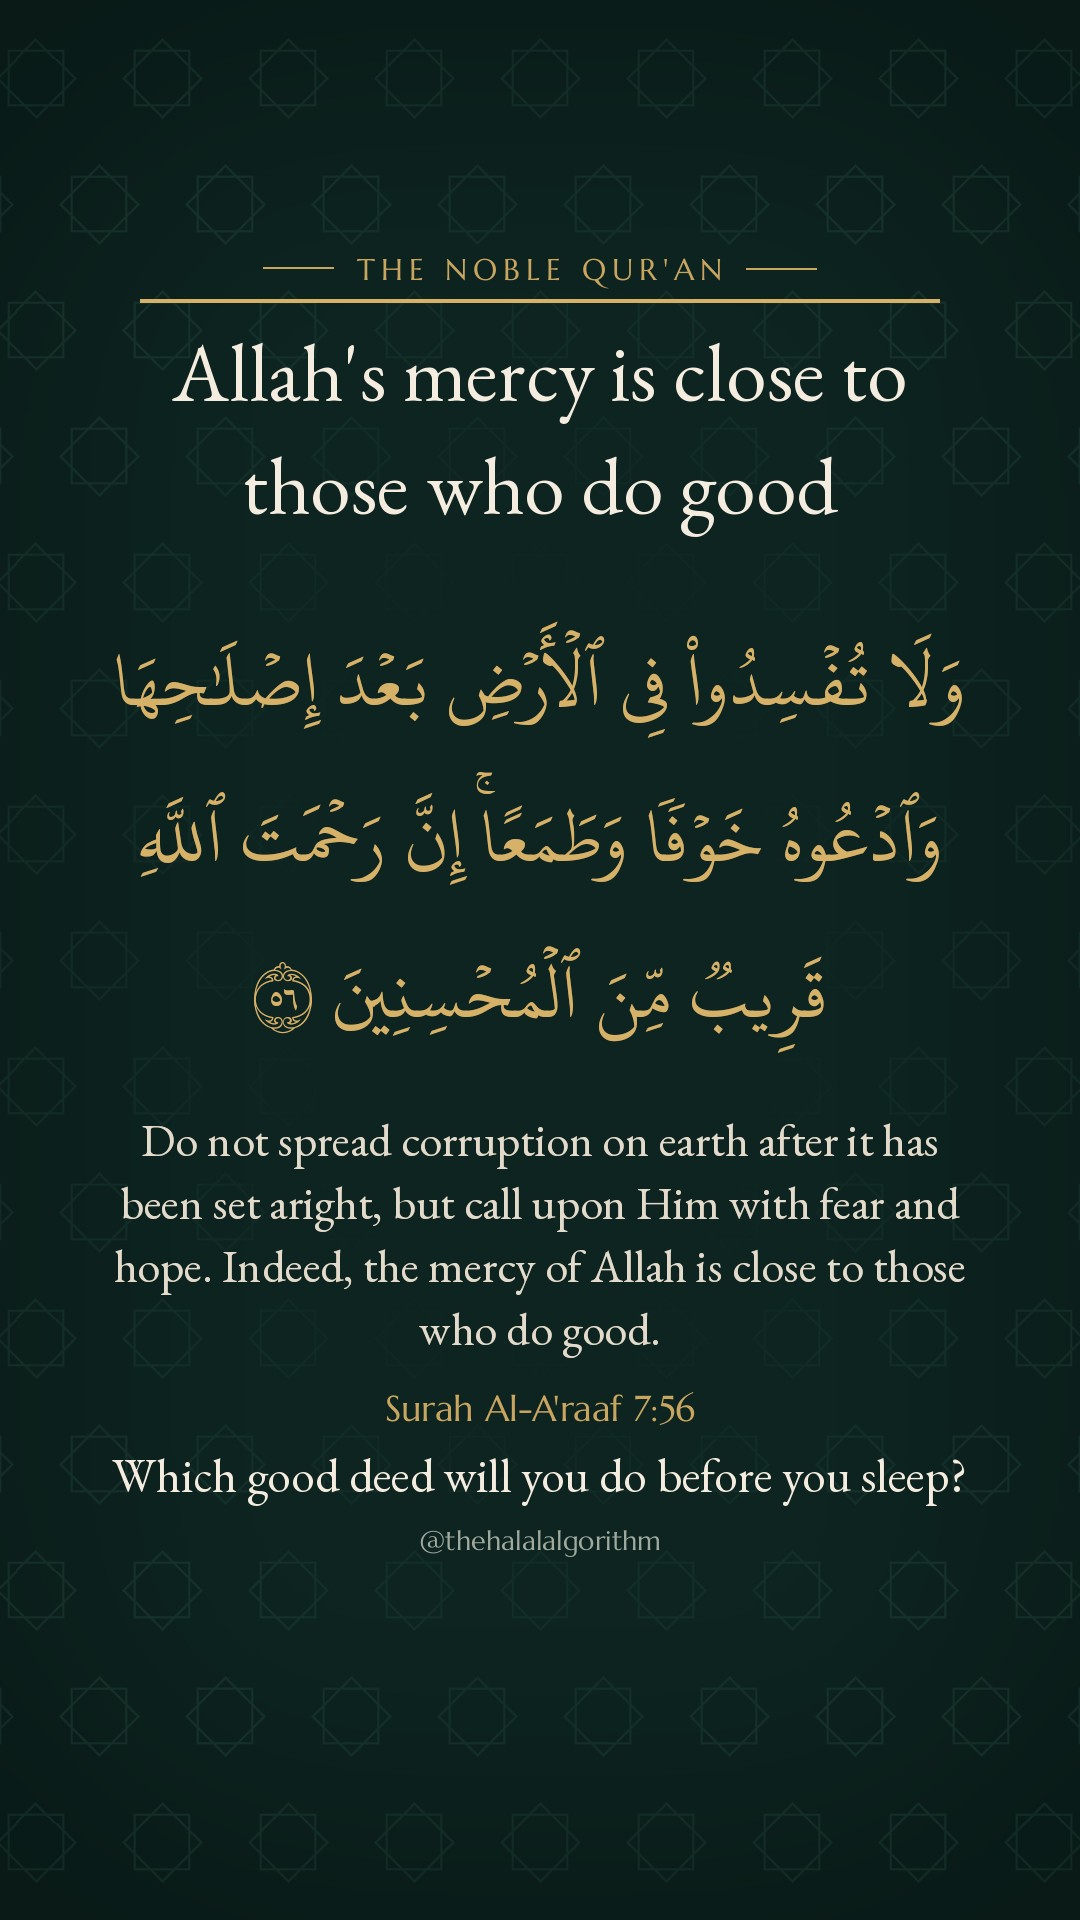 THE NOBLE QUR'AN
Allah's mercy is close to
those who do good
وَلَا تُفْسِدُوا۟ فِى ٱلْأَرْضِ بَعْدَ إِصْلَـٰحِهَا
وَٱدْعُوهُ خَوْفًا وَطَمَعًا ۚ إِنَّ رَحْمَتَ ٱللَّهِ
قَرِيبٌ مِّنَ ٱلْمُحْسِنِينَ ٥٦
Do not spread corruption on earth after it has
been set aright, but call upon Him with fear and
hope. Indeed, the mercy of Allah is close to those
who do good.
Surah Al-A'raaf 7:56
Which good deed will you do before you sleep?
@thehalalalgorithm